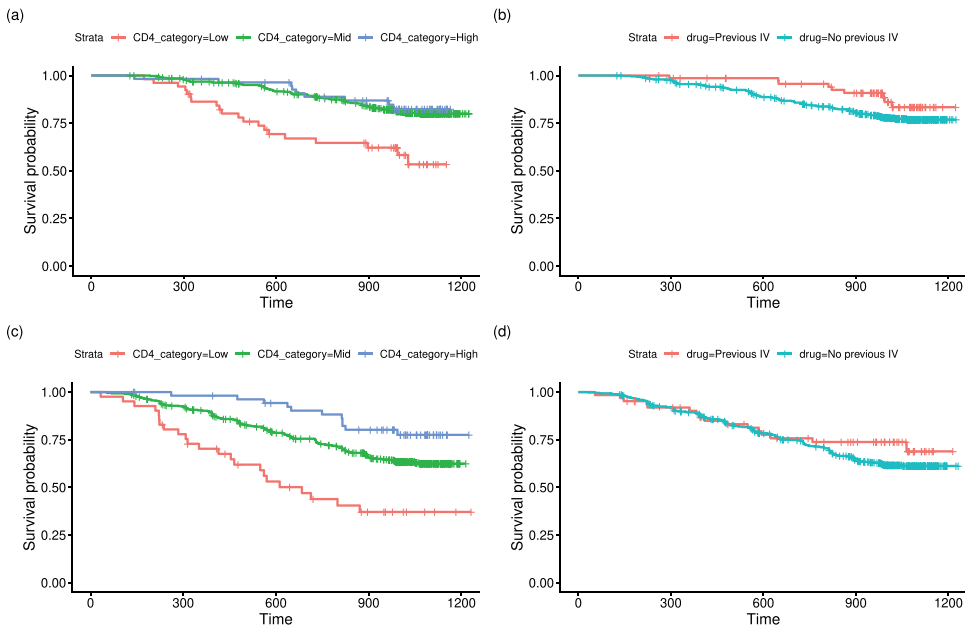 (a)
Strata CD4_category=Low CD4_category=Mid CD4_category=High
Survival probability
1.00
0.75
0.50
0.25
0.00
0 300 600 900 1200
Time
(b)
Strata drug=Previous IV drug=No previous IV
Survival probability
1.00
0.75
0.50
0.25
0.00
0 300 600 900 1200
Time
(c)
Strata CD4_category=Low CD4_category=Mid CD4_category=High
Survival probability
1.00
0.75
0.50
0.25
0.00
0 300 600 900 1200
Time
(d)
Strata drug=Previous IV drug=No previous IV
Survival probability
1.00
0.75
0.50
0.25
0.00
0 300 600 900 1200
Time